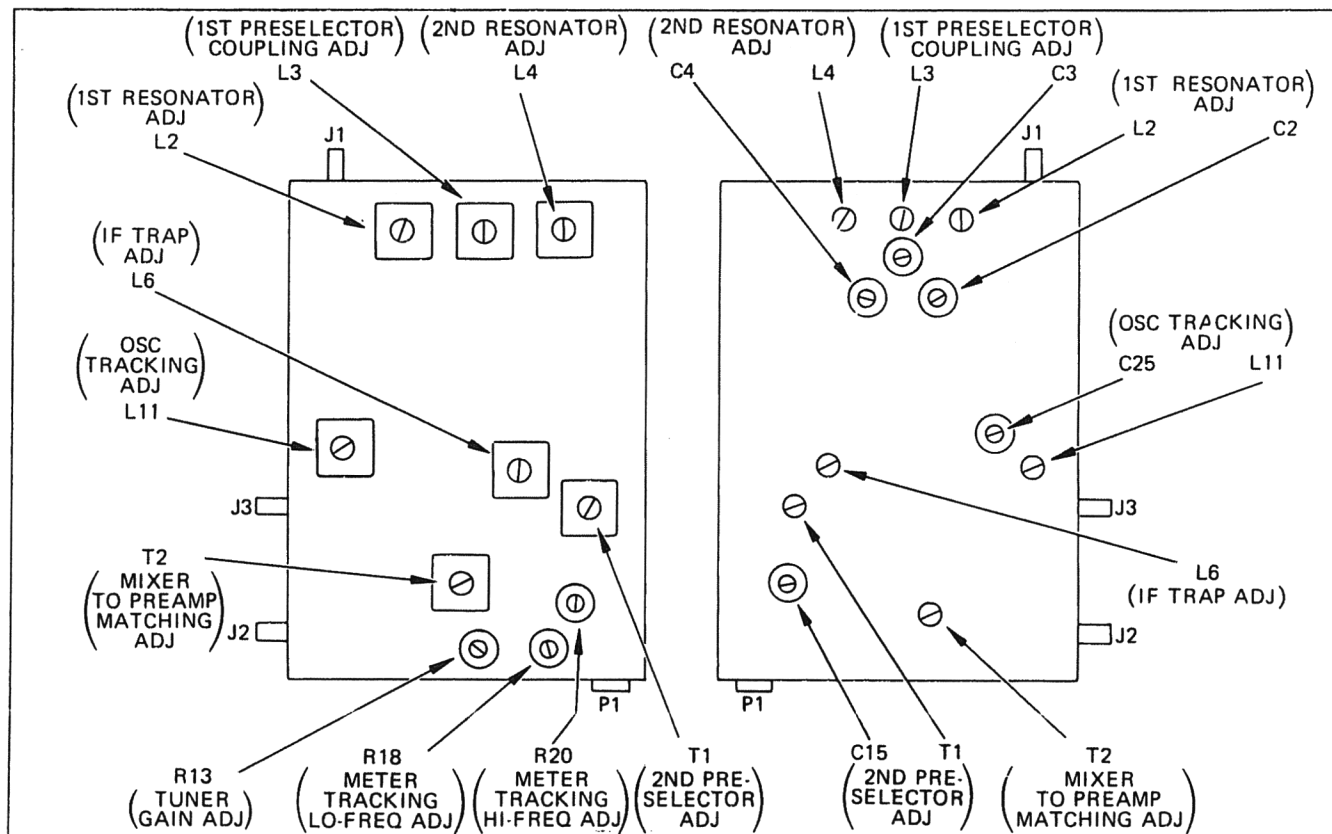 (1ST PRESELECTOR
COUPLING ADJ)
L3
(2ND RESONATOR
ADJ)
L4
(2ND RESONATOR
ADJ)
C4
L4
(1ST PRESELECTOR
COUPLING ADJ)
L3
C3
(1ST RESONATOR
ADJ)
L2
J1
J1
(1ST RESONATOR
ADJ)
L2
C2
(IF TRAP
ADJ)
L6
(OSC
TRACKING
ADJ)
L11
(OSC TRACKING
ADJ)
C25
L11
J3
J3
T2
(MIXER
TO PREAMP
MATCHING
ADJ)
J2
L6
(IF TRAP ADJ)
J2
P1
P1
R13
(TUNER
GAIN ADJ)
R18
(METER
TRACKING
LO-FREQ ADJ)
R20
(METER
TRACKING
HI-FREQ ADJ)
T1
(2ND PRE-
SELECTOR
ADJ)
C15
T1
(2ND PRE-
SELECTOR
ADJ)
T2
(MIXER
TO PREAMP
MATCHING ADJ)